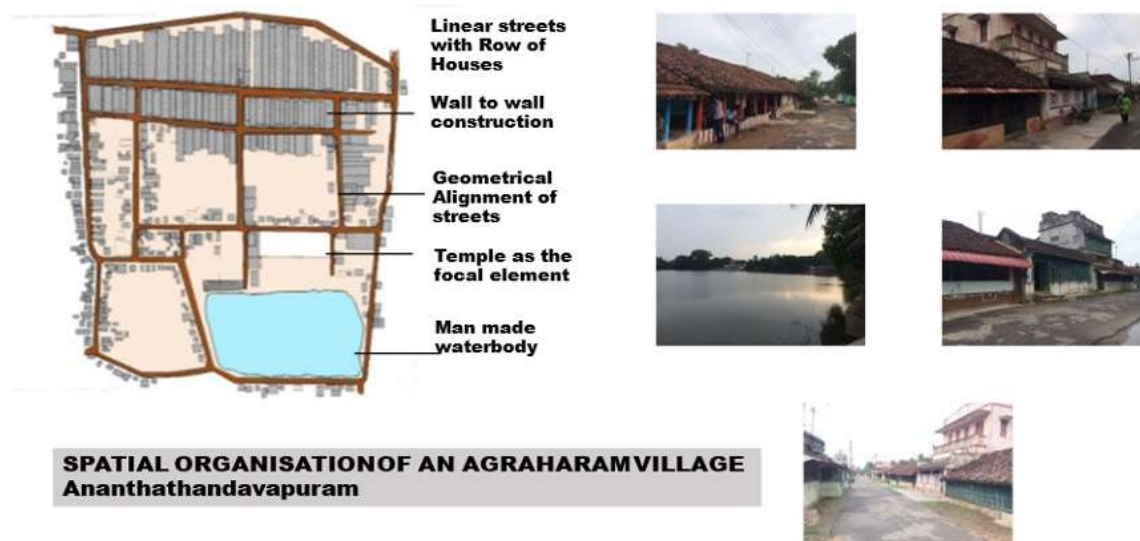 Linear streets
with Row of
Houses
Wall to wall
construction
Geometrical
Alignment of
streets
Temple as the
focal element
Man made
waterbody
SPATIAL ORGANISATIONOF AN AGRAHARAMVILLAGE
Ananthathandavapuram